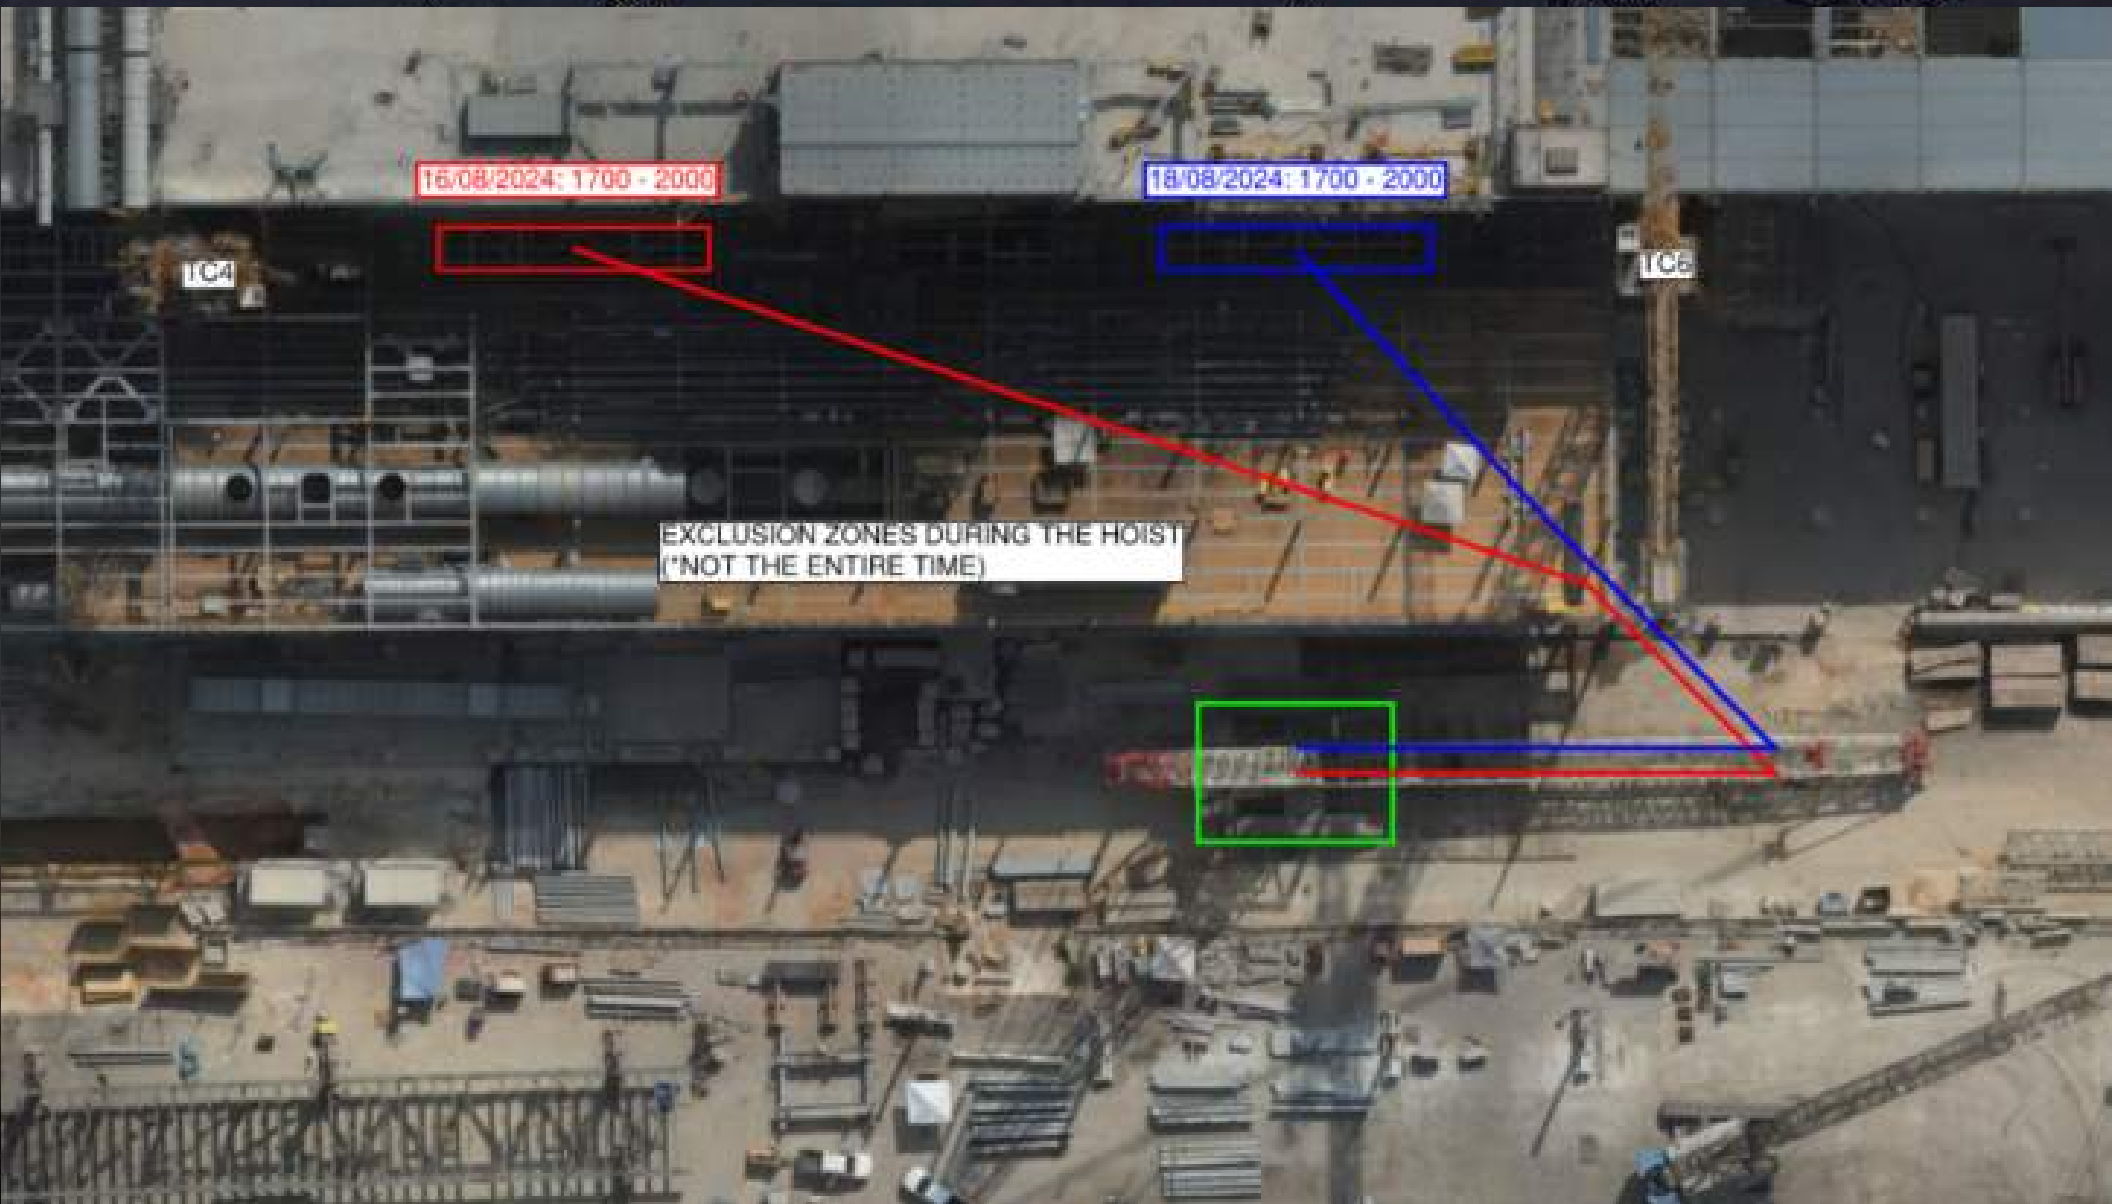 16/08/2024: 1700 - 2000
18/08/2024: 1700 - 2000
TC4
TC6
EXCLUSION ZONES DURING THE HOIST
(*NOT THE ENTIRE TIME)